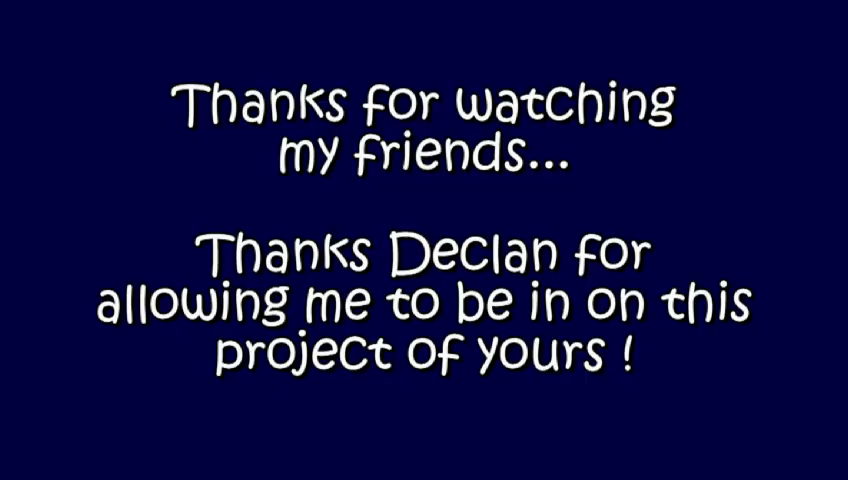 Thanks for watching
my friends...
Thanks Declan for
allowing me to be in on this
project of yours !